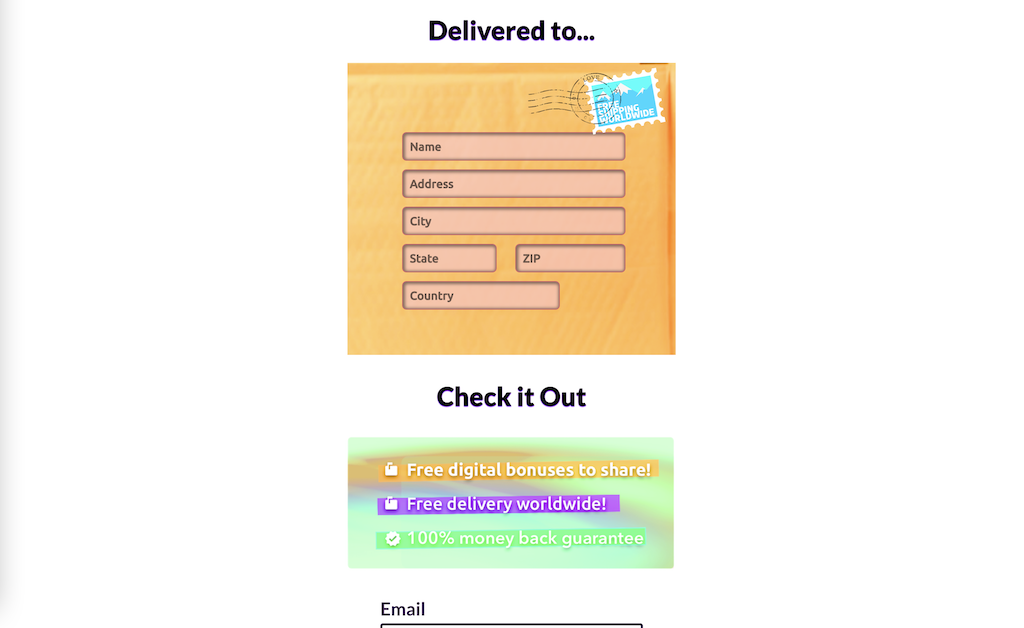 Delivered to...
LOVE
FREE
SHIPPING
WORLDWIDE
Name
Address
City
State ZIP
Country
Check it Out
Free digital bonuses to share!
Free delivery worldwide!
100% money back guarantee
Email